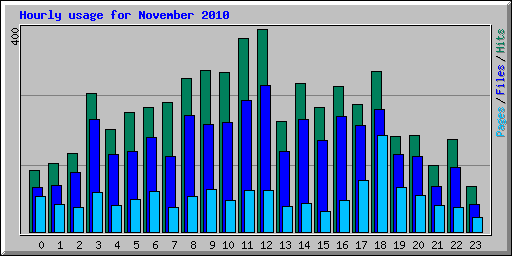 Hourly usage for November 2010
400
Pages/Files/Hits
0 1 2 3 4 5 6 7 8 9 10 11 12 13 14 15 16 17 18 19 20 21 22 23